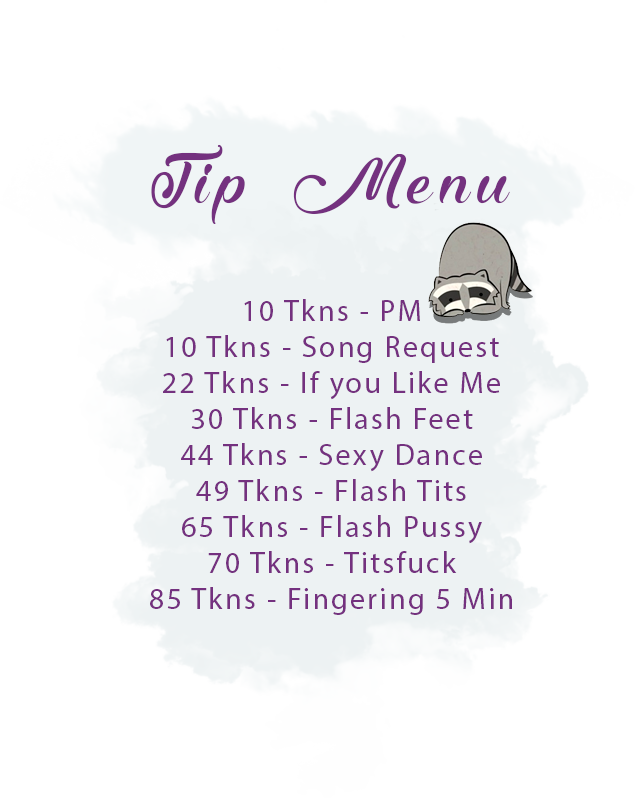 Tip Menu
10 Tkns - PM
10 Tkns - Song Request
22 Tkns - If you Like Me
30 Tkns - Flash Feet
44 Tkns - Sexy Dance
49 Tkns - Flash Tits
65 Tkns - Flash Pussy
70 Tkns - Titsfuck
85 Tkns - Fingering 5 Min